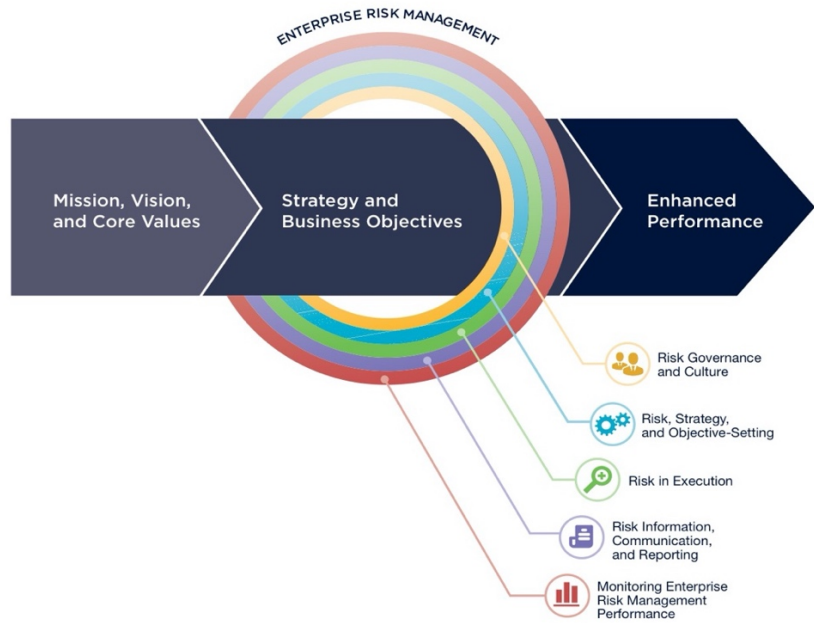 ENTERPRISE RISK MANAGEMENT
Mission, Vision,
and Core Values
Strategy and
Business Objectives
Enhanced
Performance
Risk Governance
and Culture
Risk, Strategy,
and Objective-Setting
Risk in Execution
Risk Information,
Communication,
and Reporting
Monitoring Enterprise
Risk Management
Performance